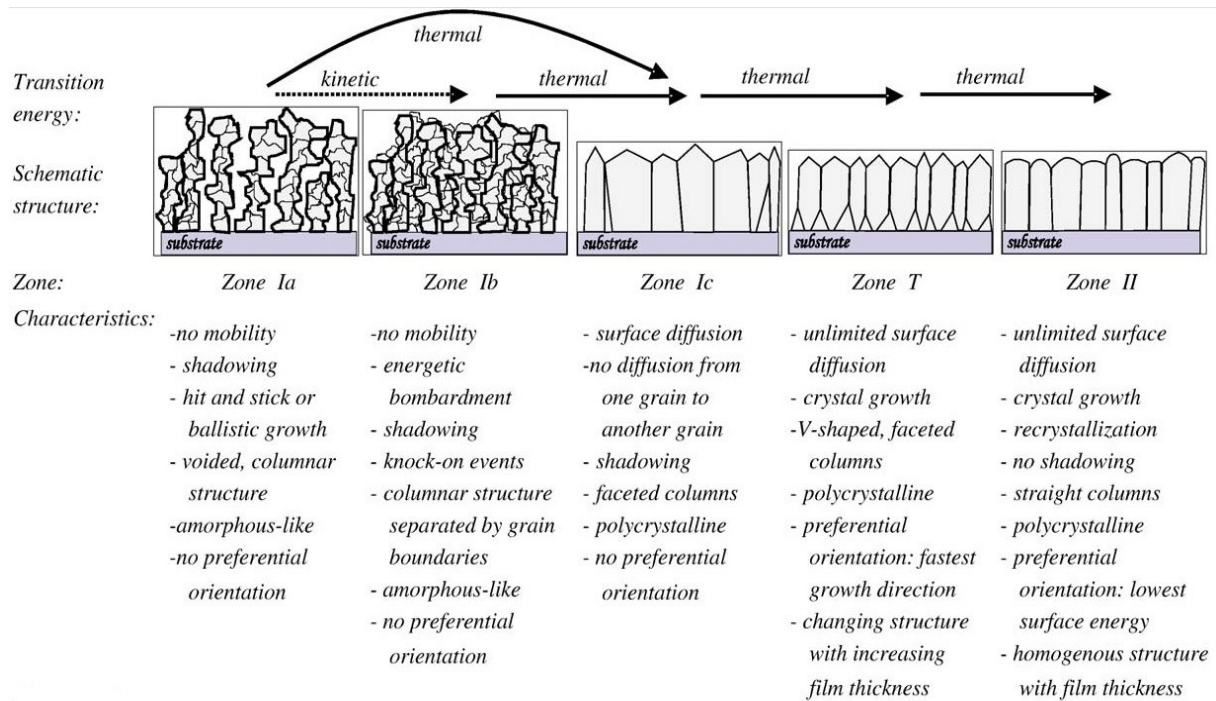 thermal
Transition
energy:
kinetic
thermal
thermal
thermal
Schematic
structure:
substrate
substrate
substrate
substrate
substrate
Zone:
Zone Ia
Zone Ib
Zone Ic
Zone T
Zone II
Characteristics:
-no mobility
- shadowing
- hit and stick or
ballistic growth
- voided, columnar
structure
-amorphous-like
-no preferential
orientation
-no mobility
- energetic
bombardment
- shadowing
- knock-on events
- columnar structure
separated by grain
boundaries
- amorphous-like
- no preferential
orientation
- surface diffusion
-no diffusion from
one grain to
another grain
- shadowing
- faceted columns
- polycrystalline
- no preferential
orientation
- unlimited surface
diffusion
- crystal growth
-V-shaped, faceted
columns
- polycrystalline
- preferential
orientation: fastest
growth direction
- changing structure
with increasing
film thickness
- unlimited surface
diffusion
- crystal growth
- recrystallization
- no shadowing
- straight columns
- polycrystalline
- preferential
orientation: lowest
surface energy
- homogenous structure
with film thickness